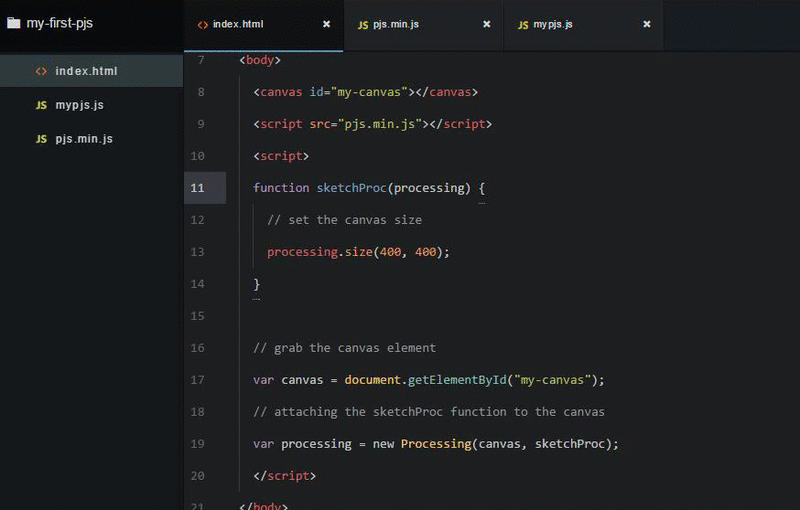 my-first-pjs
index.html
mypjs.js
pjs.min.js
index.html × pjs.min.js × mypjs.js ×
7 <body>
8 <canvas id="my-canvas"></canvas>
9 <script src="pjs.min.js"></script>
10 <script>
11 function sketchProc(processing) {
12 // set the canvas size
13 processing.size(400, 400);
14 }
15
16 // grab the canvas element
17 var canvas = document.getElementById("my-canvas");
18 // attaching the sketchProc function to the canvas
19 var processing = new Processing(canvas, sketchProc);
20 </script>
21 </body>